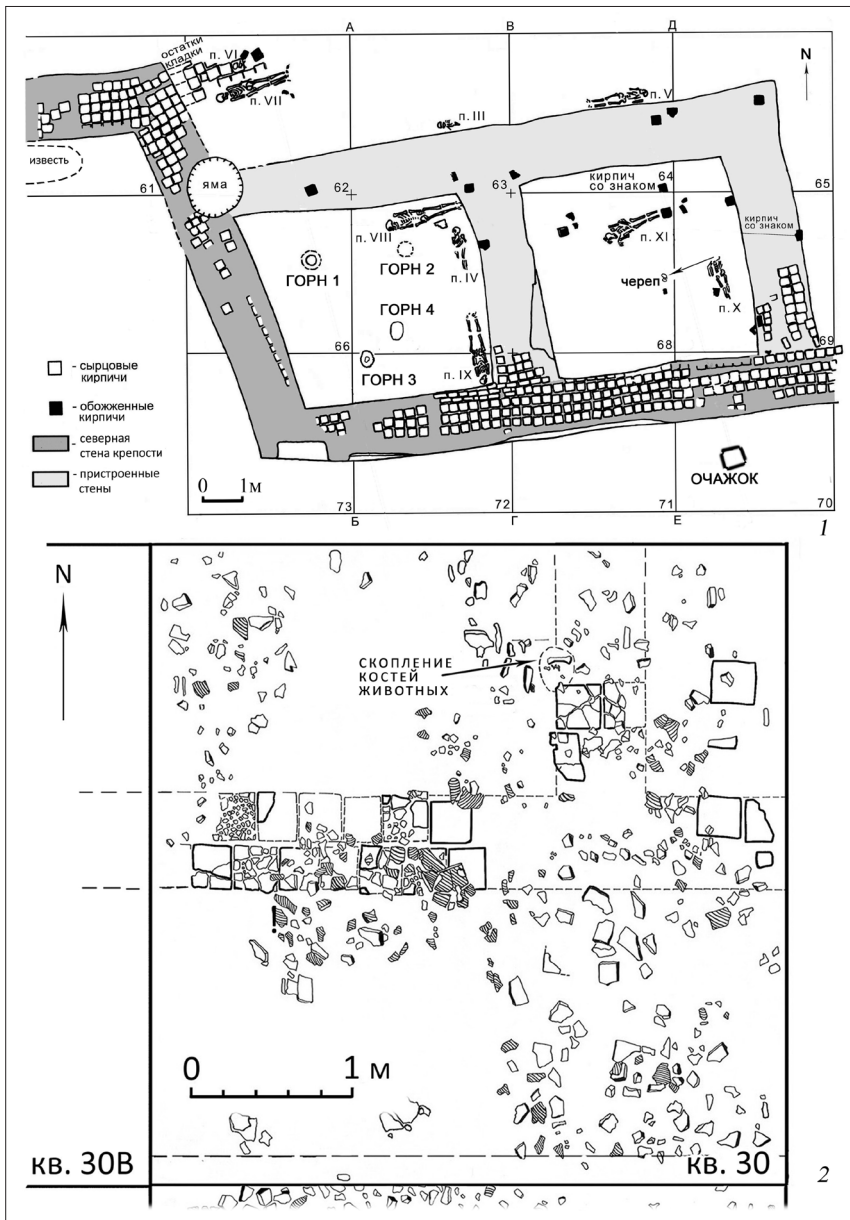 А
В
Д
остатки
кладки
п. VI
п. VII
п. III
п. V
N
известь
61
яма
62
63
кирпич
со знаком
64
65
п. VIII
п. IV
п. XI
кирпич
со знаком
ГОРН 1
ГОРН 2
череп
п. X
ГОРН 4
66
68
69
ГОРН 3
п. IX
- сырцовые
кирпичи
- обожженные
кирпичи
- северная
стена крепости
- пристроенные
стены
0 1м
ОЧАЖОК
73
72
71
70
Б
Г
Е
1
N
СКОПЛЕНИЕ
КОСТЕЙ
ЖИВОТНЫХ
0 1 м
кв. 30В
кв. 30
2